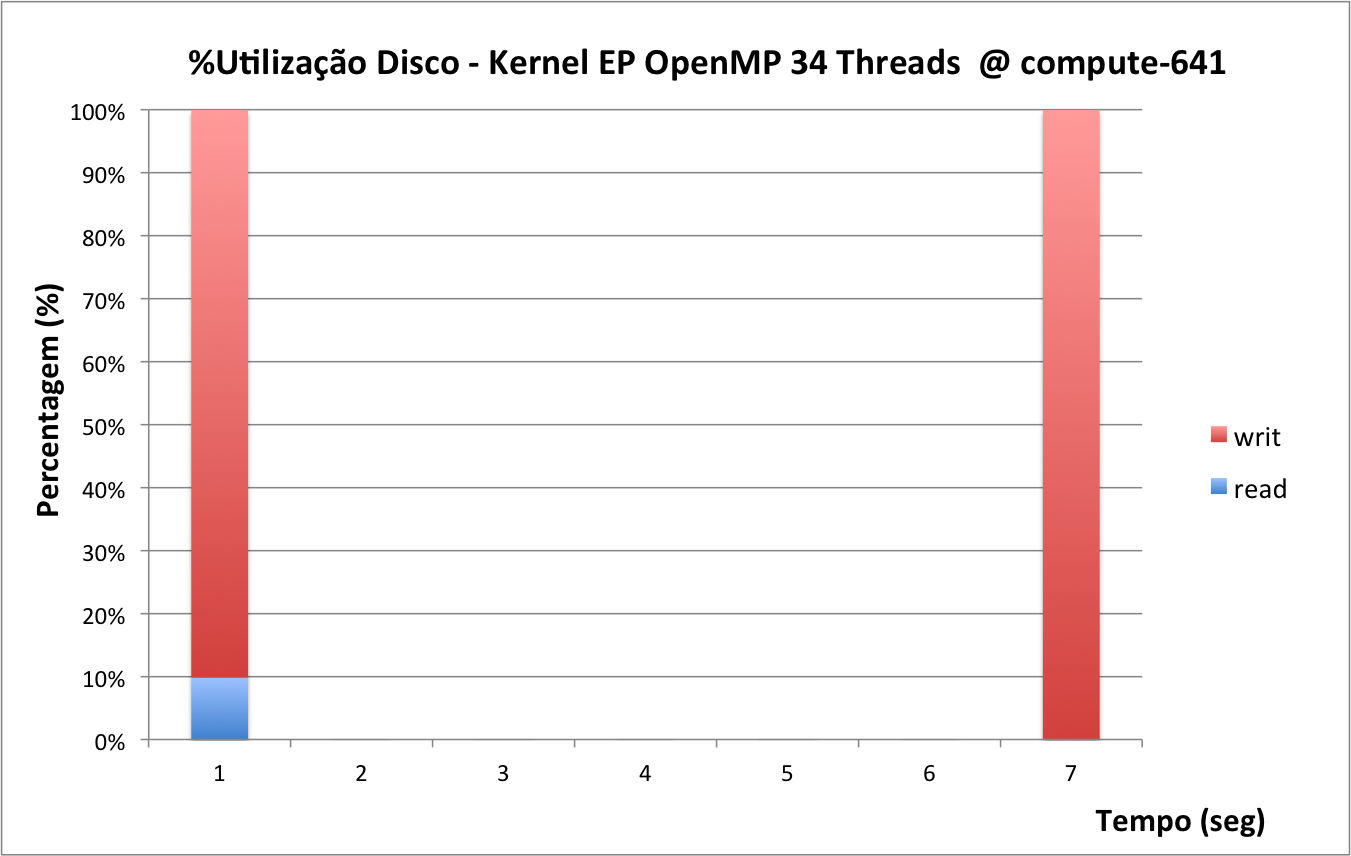 %Utilização Disco - Kernel EP OpenMP 34 Threads  @ compute-641
100%
90%
80%
70%
60%
50%
40%
30%
20%
10%
0%
Percentagem (%)
1 2 3 4 5 6 7
Tempo (seg)
writ
read